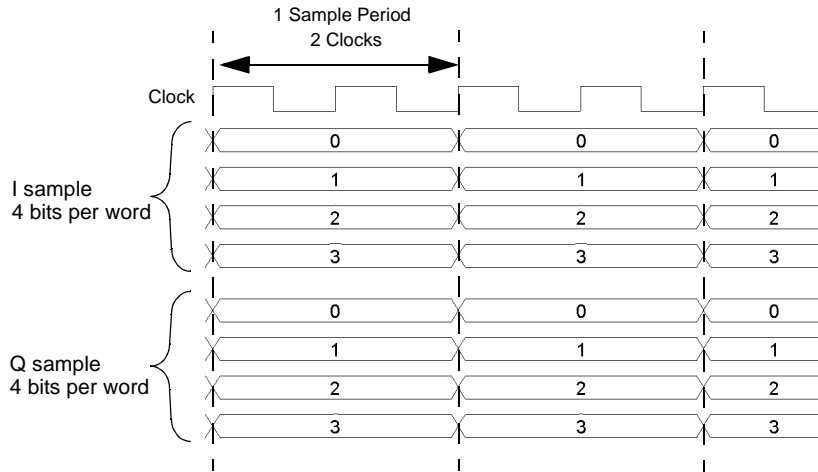 1 Sample Period
2 Clocks
Clock
I sample
4 bits per word
0 0 0
1 1 1
2 2 2
3 3 3
Q sample
4 bits per word
0 0 0
1 1 1
2 2 2
3 3 3